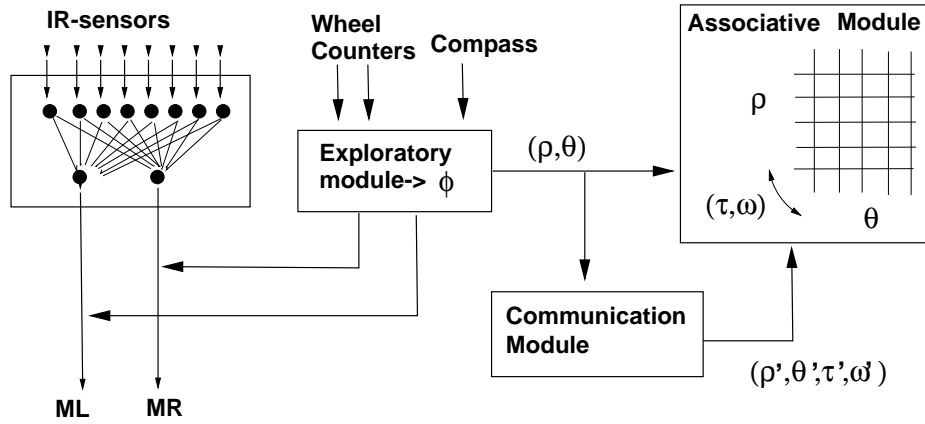 IR-sensors
Wheel
Counters
Compass
Associative Module
ρ
(τ,ω)
θ
Exploratory
module-> ϕ
(ρ,θ)
Communication
Module
(ρ',θ',τ',ω')
ML
MR